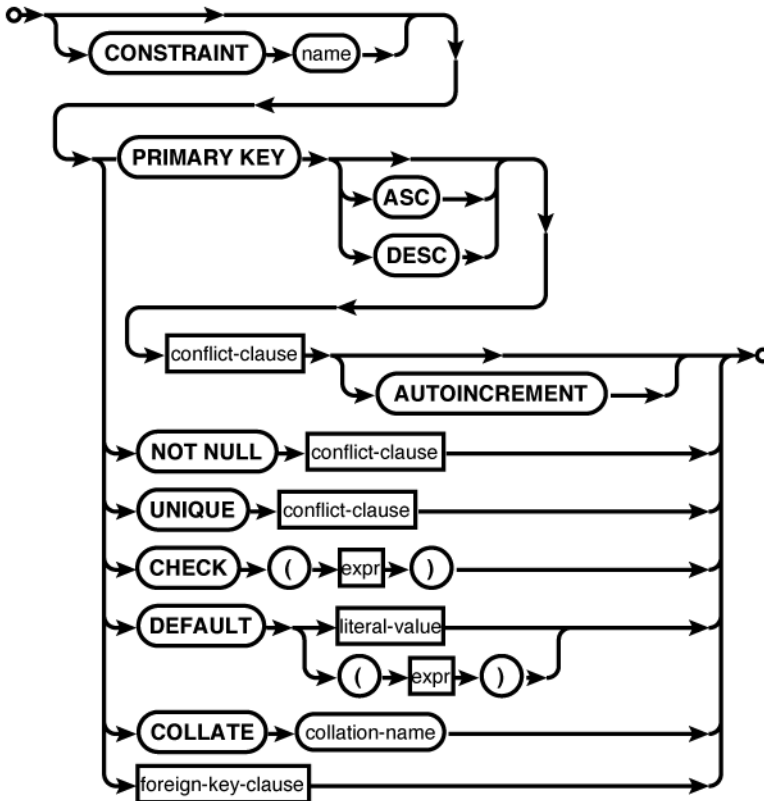 CONSTRAINT name
PRIMARY KEY
ASC
DESC
conflict-clause
AUTOINCREMENT
NOT NULL conflict-clause
UNIQUE conflict-clause
CHECK ( expr )
DEFAULT literal-value
( expr )
COLLATE collation-name
foreign-key-clause